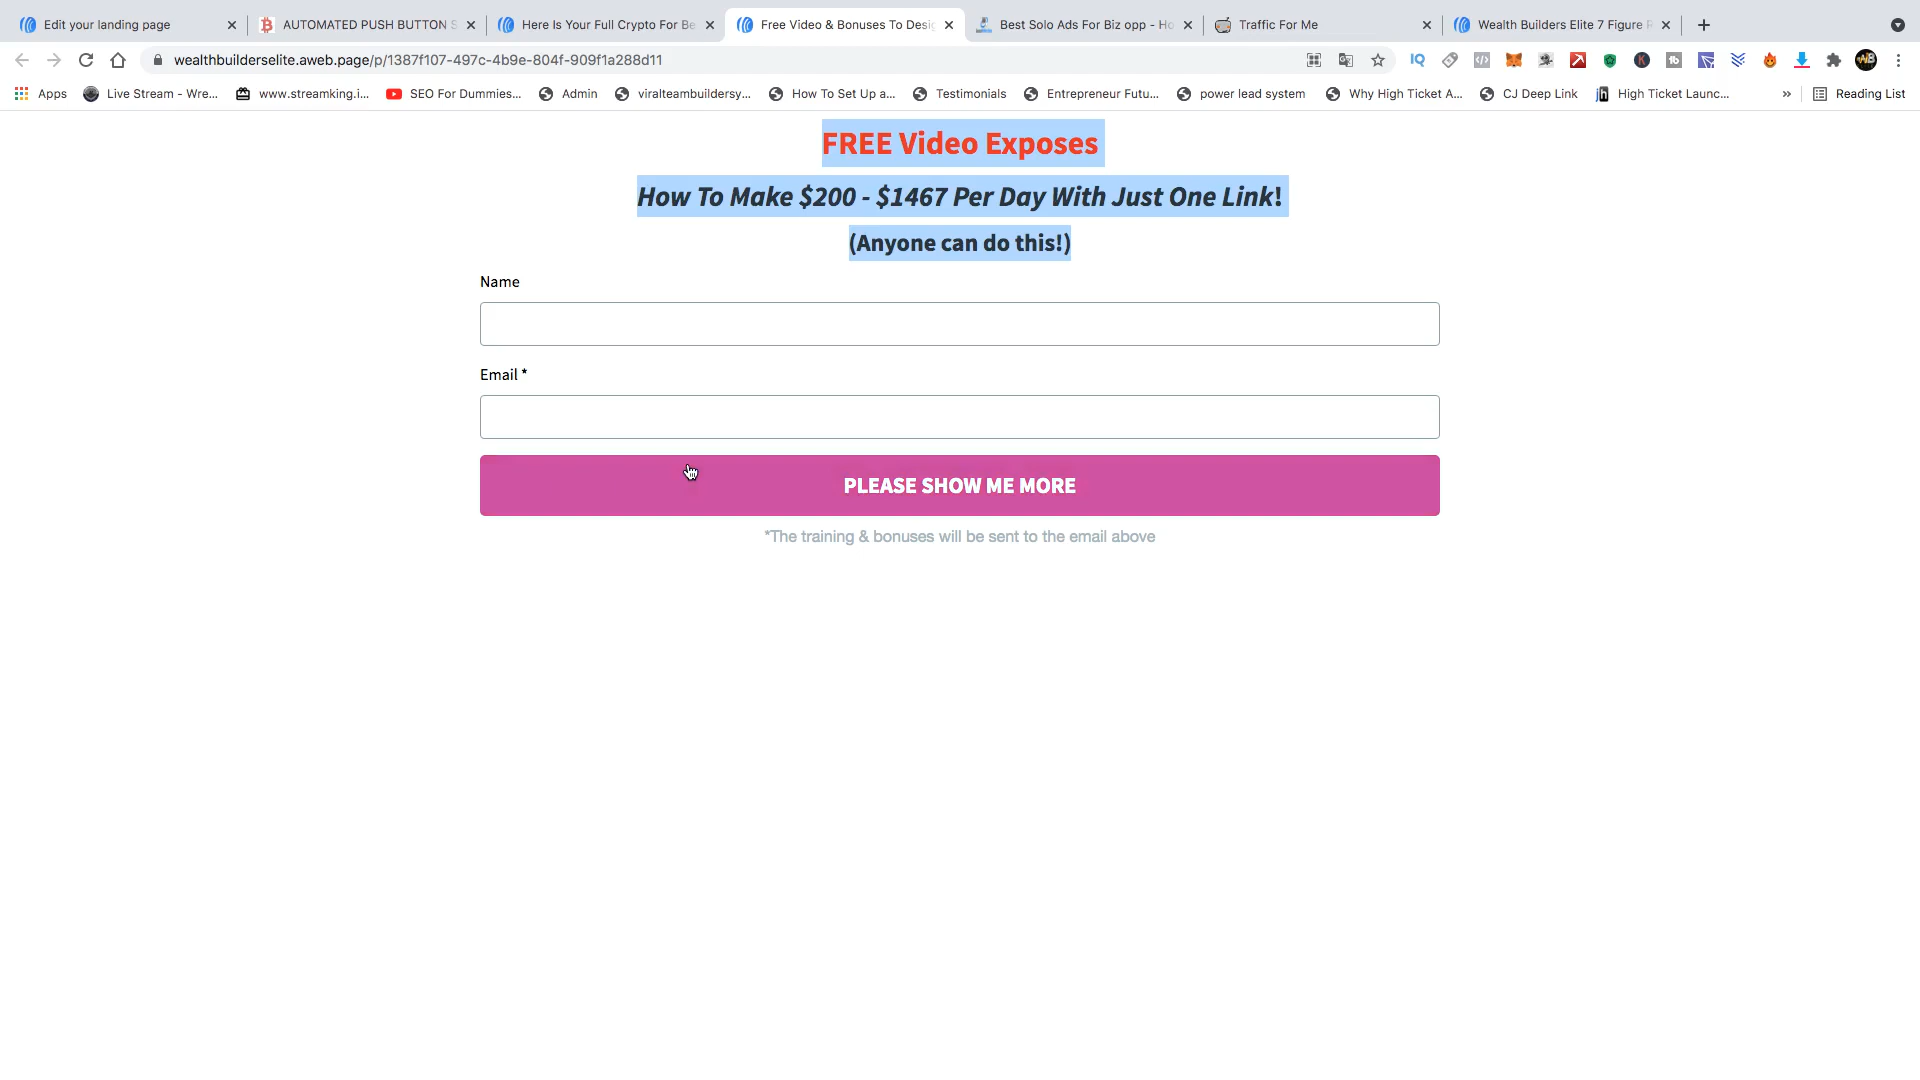 Edit your landing page
AUTOMATED PUSH BUTTON S
Here Is Your Full Crypto For Be
Free Video & Bonuses To Desi
Best Solo Ads For Biz opp - Ho
Traffic For Me
Wealth Builders Elite 7 Figure F
wealthbuilderselite.aweb.page/p/1387f107-497c-4b9e-804f-909f1a288d11
Apps
Live Stream - Wre...
www.streamking.i...
SEO For Dummies...
Admin
viralteambuildersy...
How To Set Up a...
Testimonials
Entrepreneur Futu...
power lead system
Why High Ticket A...
CJ Deep Link
High Ticket Launc...
»
Reading List
FREE Video Exposes
How To Make $200 - $1467 Per Day With Just One Link!
(Anyone can do this!)
Name
Email *
PLEASE SHOW ME MORE
*The training & bonuses will be sent to the email above